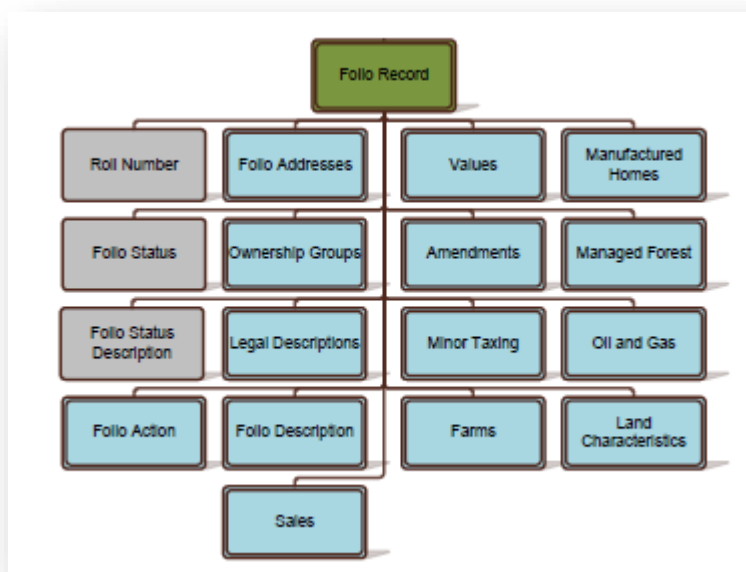 Folio Record
Roll Number
Folio Addresses
Values
Manufactured
Homes
Folio Status
Ownership Groups
Amendments
Managed Forest
Folio Status
Description
Legal Descriptions
Minor Taxing
Oil and Gas
Folio Action
Folio Description
Farms
Land
Characteristics
Sales